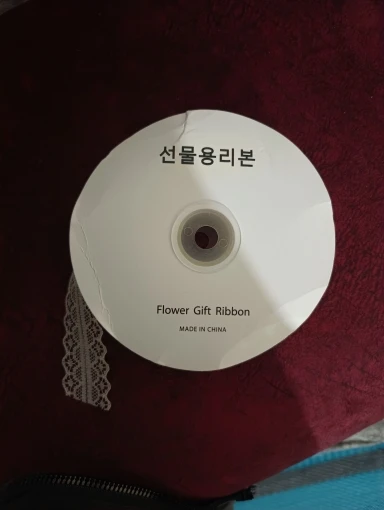 선물용리본
Flower Gift Ribbon
MADE IN CHINA